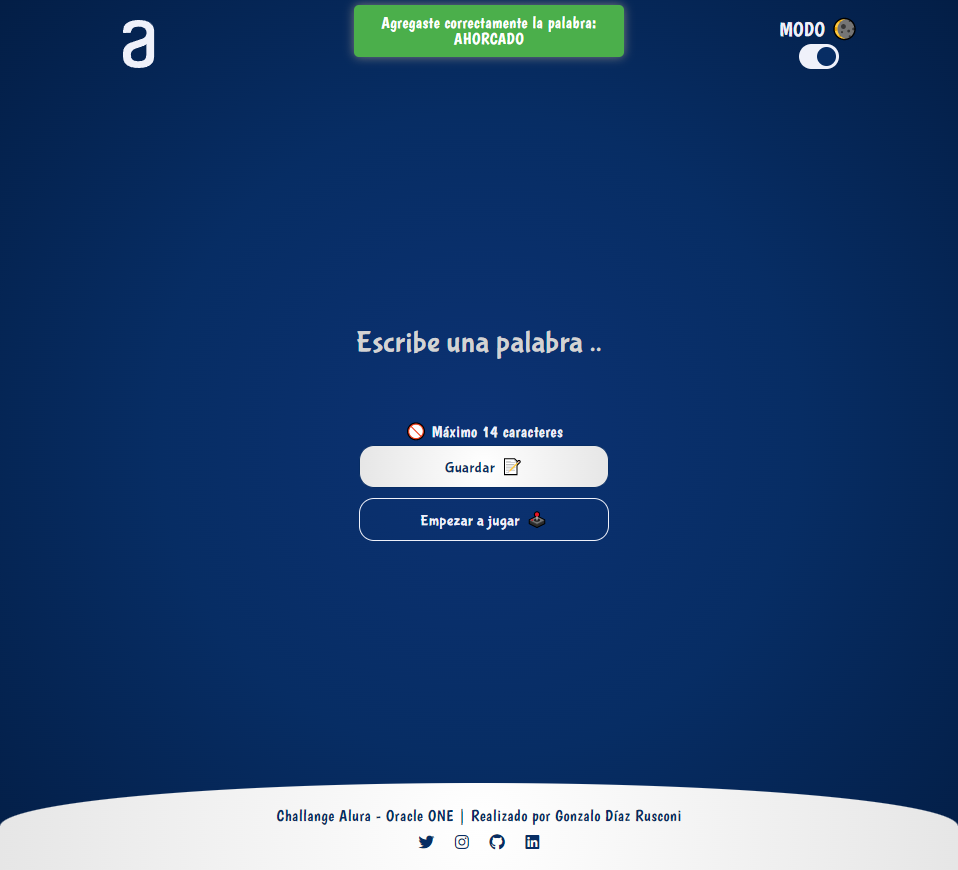 a
Agregaste correctamente la palabra:
AHORCADO
MODO
Escribe una palabra ..
Máximo 14 caracteres
Guardar
Empezar a jugar
Challange Alura - Oracle ONE | Realizado por Gonzalo Díaz Rusconi